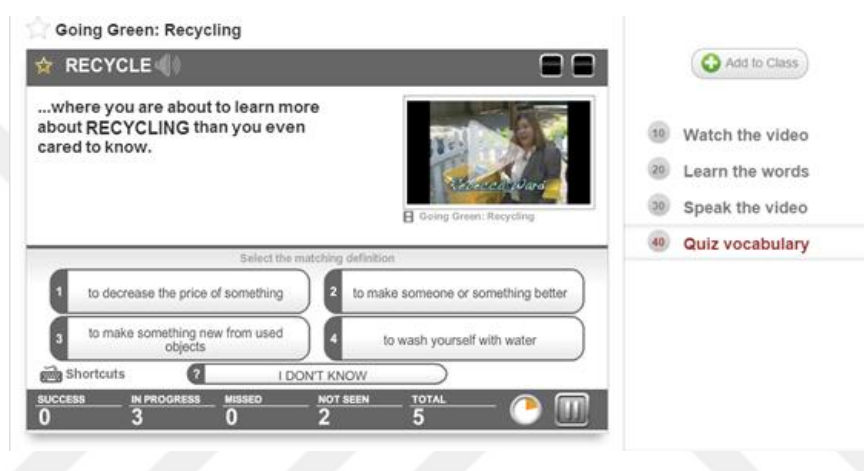 Going Green: Recycling
RECYCLE
...where you are about to learn more
about RECYCLING than you even
cared to know.
Rebecca Ward
Going Green: Recycling
Select the matching definition
1 to decrease the price of something
2 to make someone or something better
3 to make something new from used
objects
4 to wash yourself with water
Shortcuts
? I DON'T KNOW
SUCCESS IN PROGRESS MISSED NOT SEEN TOTAL
0 3 0 2 5
Add to Class
10 Watch the video
20 Learn the words
30 Speak the video
40 Quiz vocabulary